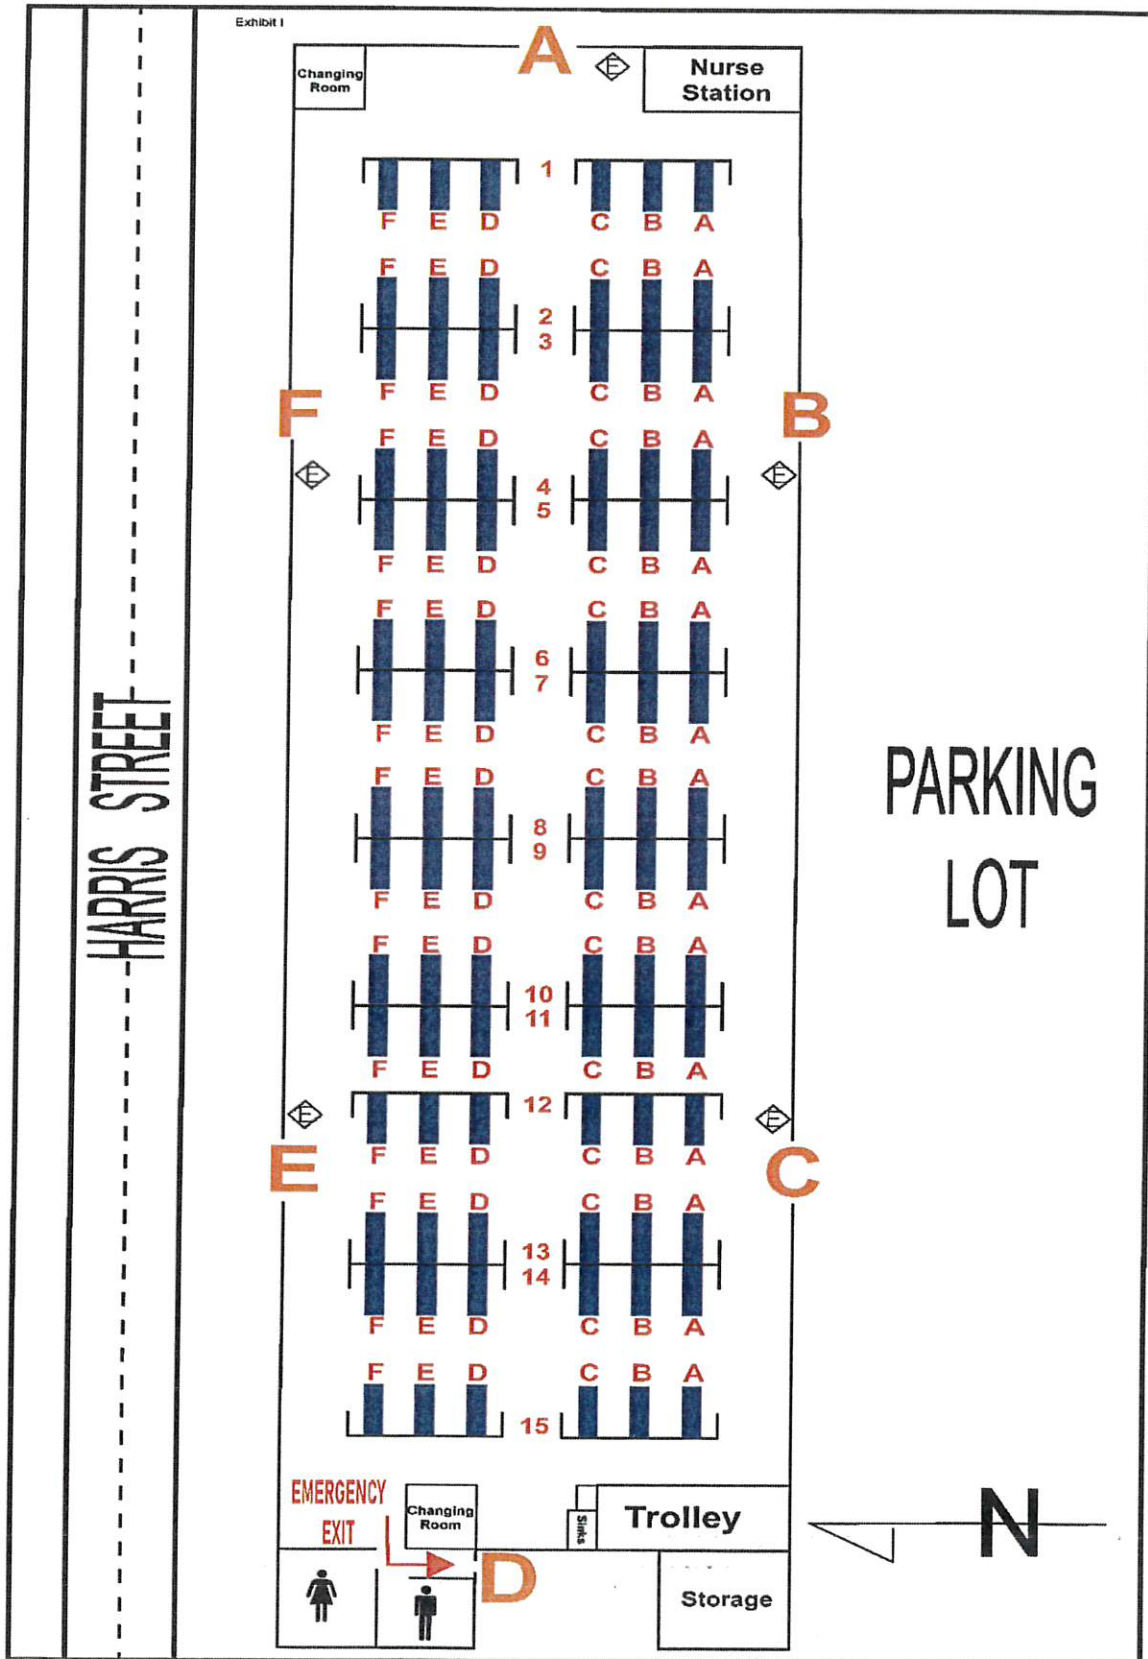 Exhibit I
A
E
Changing
Room
Nurse
Station
1
F E D C B A
F E D C B A
2
3
F E D C B A
F
B
F E D C B A
E
E
4
5
F E D C B A
F E D C B A
6
7
F E D C B A
HARRIS STREET
PARKING
LOT
F E D C B A
8
9
F E D C B A
F E D C B A
10
11
F E D C B A
12
E
E
F E D C B A
E
C
F E D C B A
13
14
F E D C B A
F E D C B A
15
EMERGENCY
EXIT
Changing
Room
Sinks
Trolley
N
D
Storage